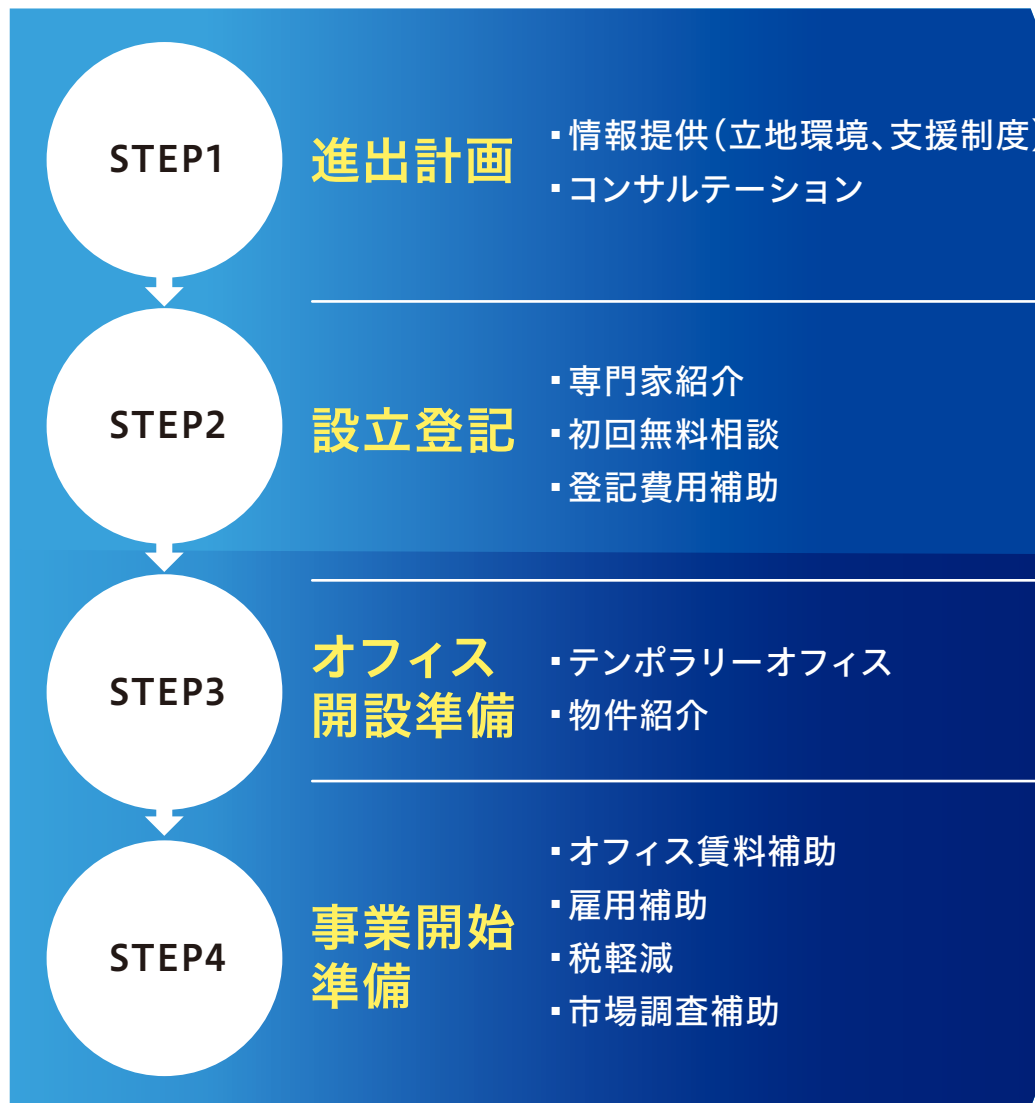 STEP1
進出計画
▪情報提供（立地環境、支援制度）
▪コンサルテーション
STEP2
設立登記
▪専門家紹介
▪初回無料相談
▪登記費用補助
STEP3
オフィス
開設準備
▪テンポラリーオフィス
▪物件紹介
STEP4
事業開始
準備
▪オフィス賃料補助
▪雇用補助
▪税軽減
▪市場調査補助